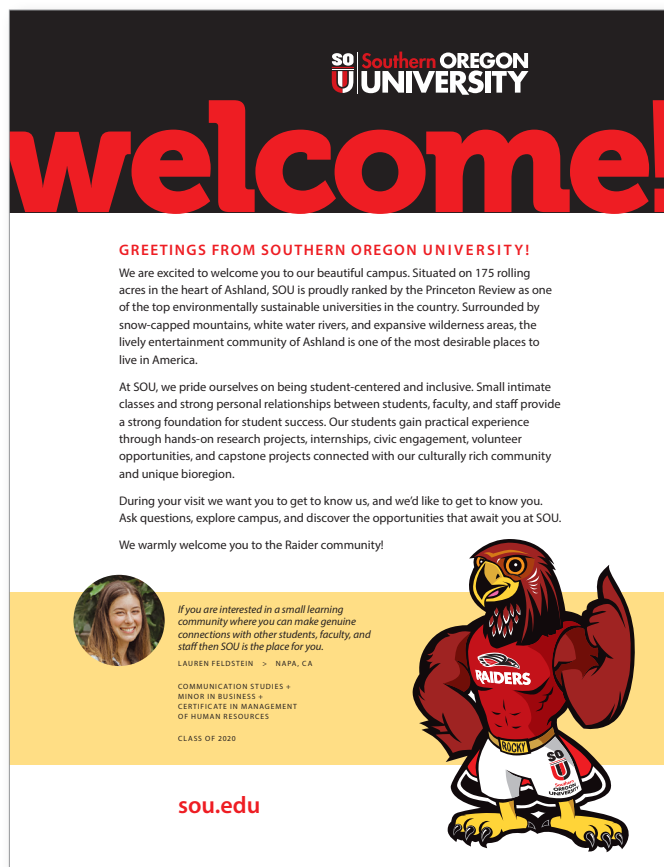 SO Southern OREGON
U UNIVERSITY
welcome!
GREETINGS FROM SOUTHERN OREGON UNIVERSITY!
We are excited to welcome you to our beautiful campus. Situated on 175 rolling
acres in the heart of Ashland, SOU is proudly ranked by the Princeton Review as one
of the top environmentally sustainable universities in the country. Surrounded by
snow-capped mountains, white water rivers, and expansive wilderness areas, the
lively entertainment community of Ashland is one of the most desirable places to
live in America.
At SOU, we pride ourselves on being student-centered and inclusive. Small intimate
classes and strong personal relationships between students, faculty, and staff provide
a strong foundation for student success. Our students gain practical experience
through hands-on research projects, internships, civic engagement, volunteer
opportunities, and capstone projects connected with our culturally rich community
and unique bioregion.
During your visit we want you to get to know us, and we’d like to get to know you.
Ask questions, explore campus, and discover the opportunities that await you at SOU.
We warmly welcome you to the Raider community!
If you are interested in a small learning
community where you can make genuine
connections with other students, faculty, and
staff then SOU is the place for you.
LAUREN FELDSTEIN > NAPA, CA
COMMUNICATION STUDIES +
MINOR IN BUSINESS +
CERTIFICATE IN MANAGEMENT
OF HUMAN RESOURCES
CLASS OF 2020
RAIDERS
ROCKY
SO
U
Southern
OREGON
UNIVERSITY
sou.edu